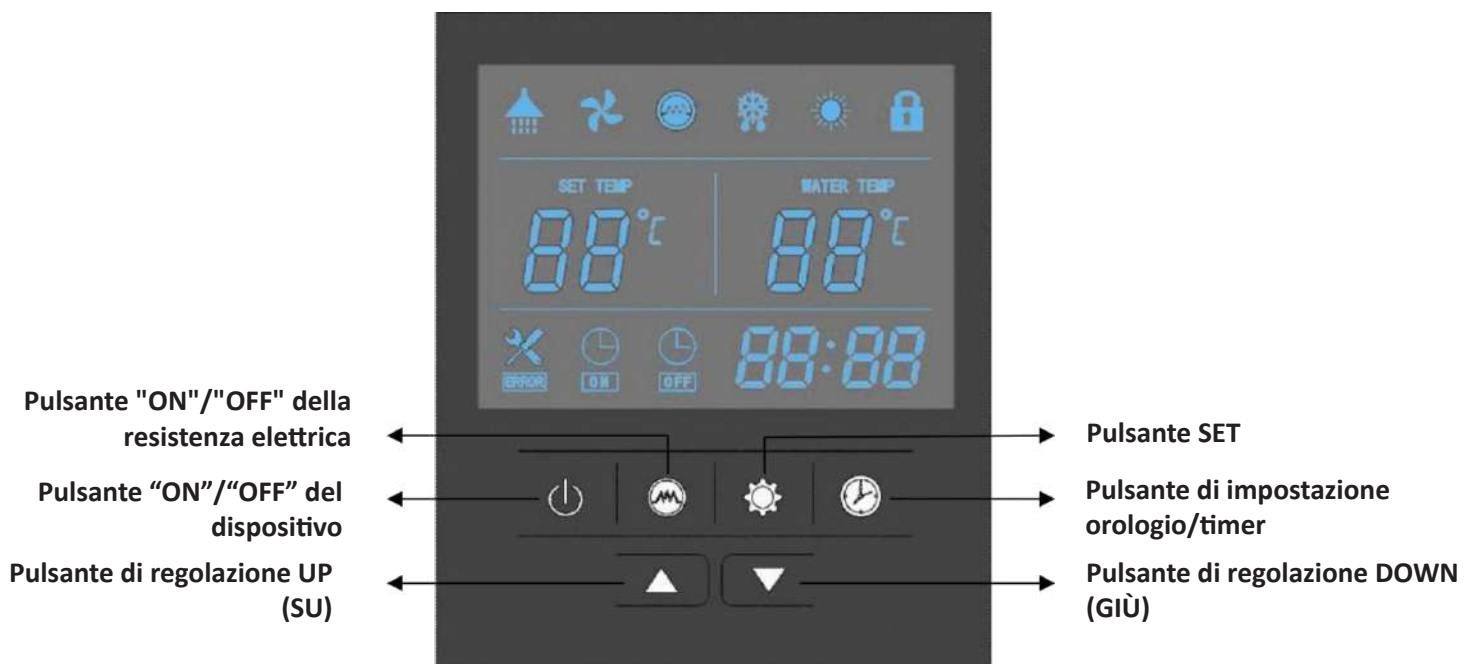 SET TEMP
WATER TEMP
88°C
88°C
ERROR
ON
OFF
88:88
Pulsante "ON"/"OFF" della
resistenza elettrica
Pulsante SET
Pulsante “ON”/“OFF” del
dispositivo
Pulsante di impostazione
orologio/timer
Pulsante di regolazione UP
(SU)
Pulsante di regolazione DOWN
(GIÙ)